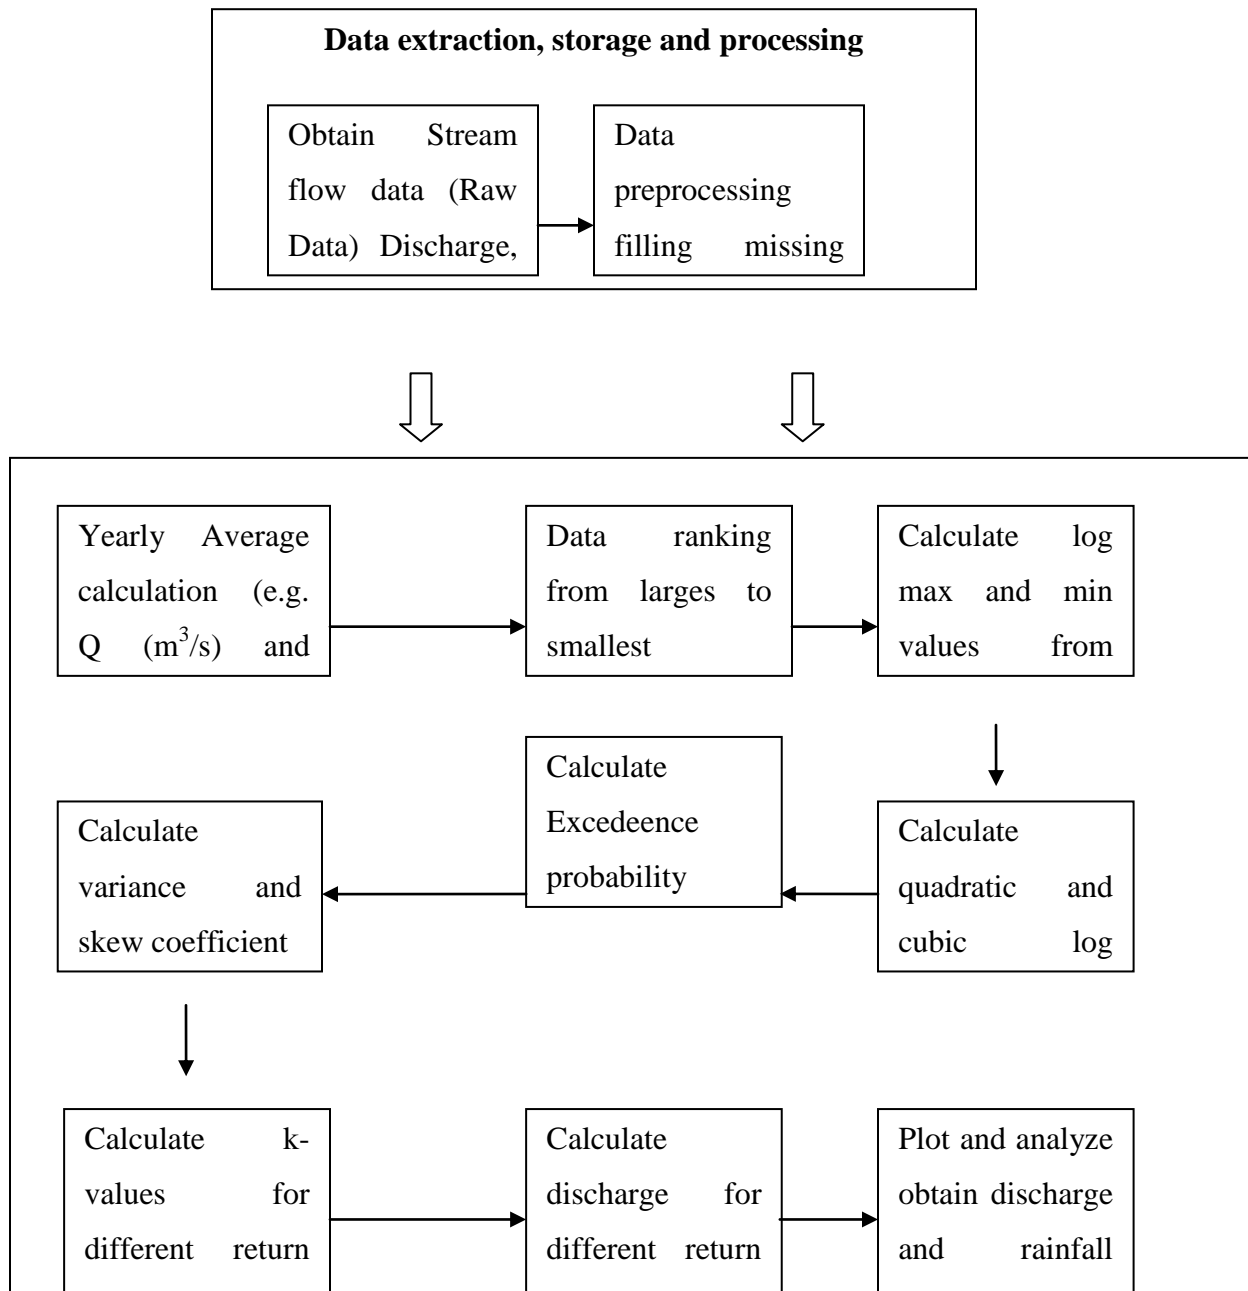 Data extraction, storage and processing
Obtain Stream
flow data (Raw
Data) Discharge,
Data
preprocessing
filling missing
Yearly Average
calculation (e.g.
Q (m³/s) and
Data ranking
from larges to
smallest
Calculate log
max and min
values from
Calculate
quadratic and
cubic log
Calculate
Excedeence
probability
Calculate
variance and
skew coefficient
Calculate k-
values for
different return
Calculate
discharge for
different return
Plot and analyze
obtain discharge
and rainfall